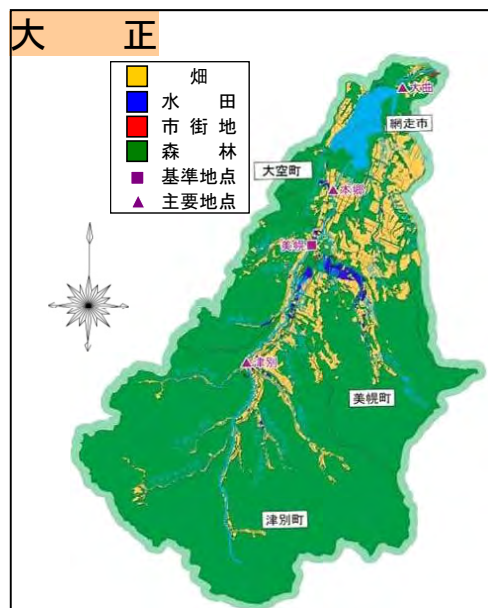 大　正
畑
水　田
市 街 地
森　林
基準地点
主要地点
大曲
網走市
大空町
本郷
美幌
津別
美幌町
津別町